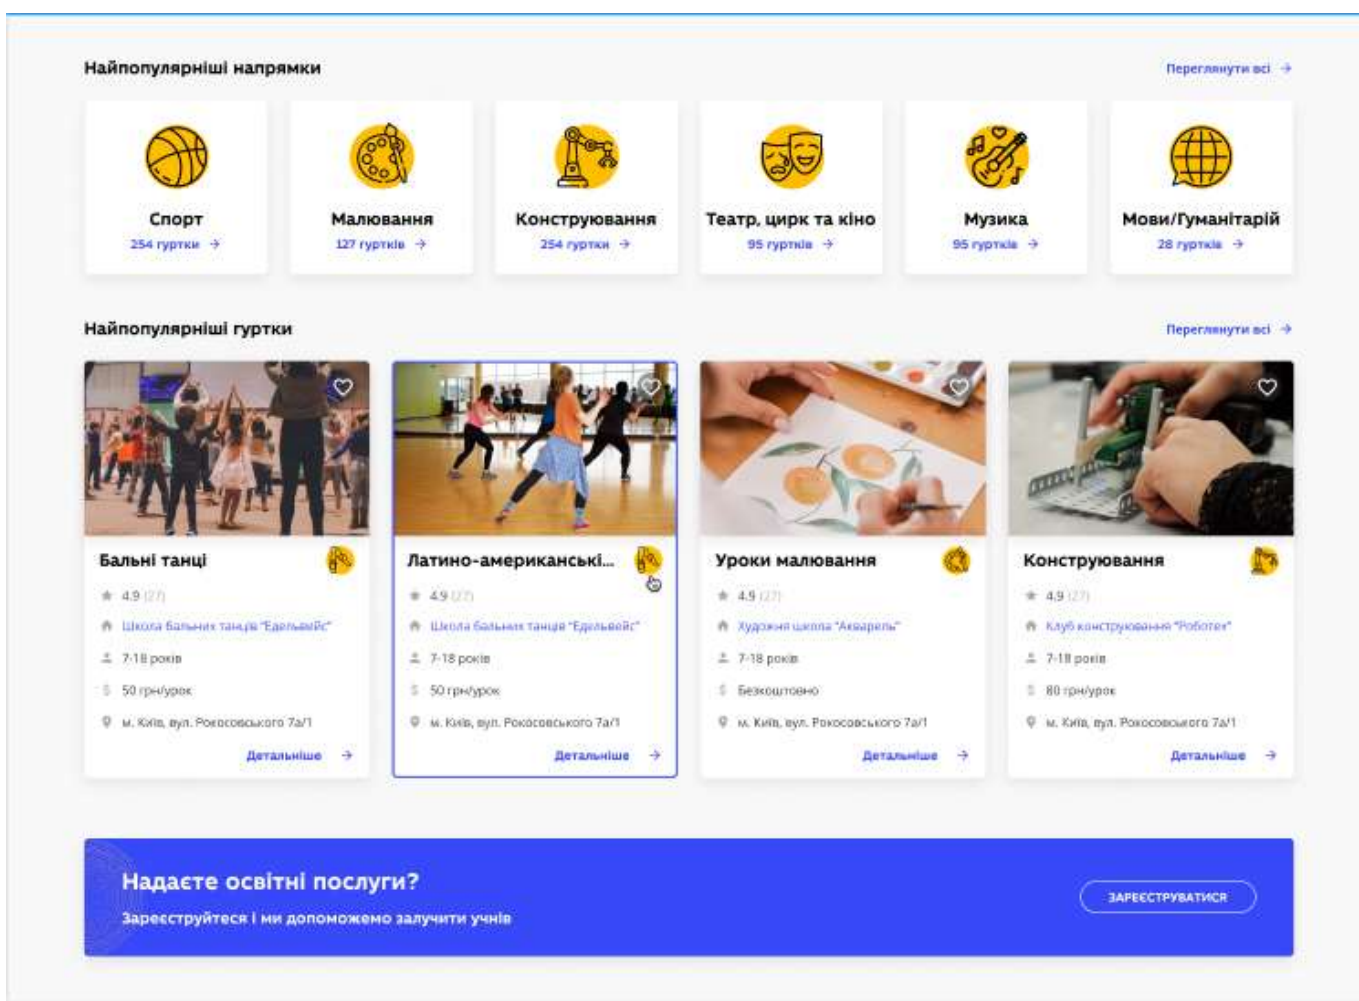 Найпопулярніші напрямки
Переглянути всі →
Спорт
254 гуртки →
Малювання
127 гуртків →
Конструювання
254 гуртки →
Театр, цирк та кіно
95 гуртків →
Музика
95 гуртків →
Мови/Гуманітарій
28 гуртків →
Найпопулярніші гуртки
Переглянути всі →
Бальні танці
4.9 (27)
Школа бальних танців "Едельвейс"
7-18 років
50 грн/урок
м. Київ, вул. Рокосовського 7а/1
Детальніше →
Латино-американські...
4.9 (27)
Школа бальних танців "Едельвейс"
7-18 років
50 грн/урок
м. Київ, вул. Рокосовського 7а/1
Детальніше →
Уроки малювання
4.9 (27)
Художня школа "Акварель"
7-18 років
Безкоштовно
м. Київ, вул. Рокосовського 7а/1
Детальніше →
Конструювання
4.9 (27)
Клуб конструювання "Роботек"
7-18 років
80 грн/урок
м. Київ, вул. Рокосовського 7а/1
Детальніше →
Надаєте освітні послуги?
Зареєструйтеся і ми допоможемо залучити учнів
ЗАРЕЄСТРУВАТИСЯ